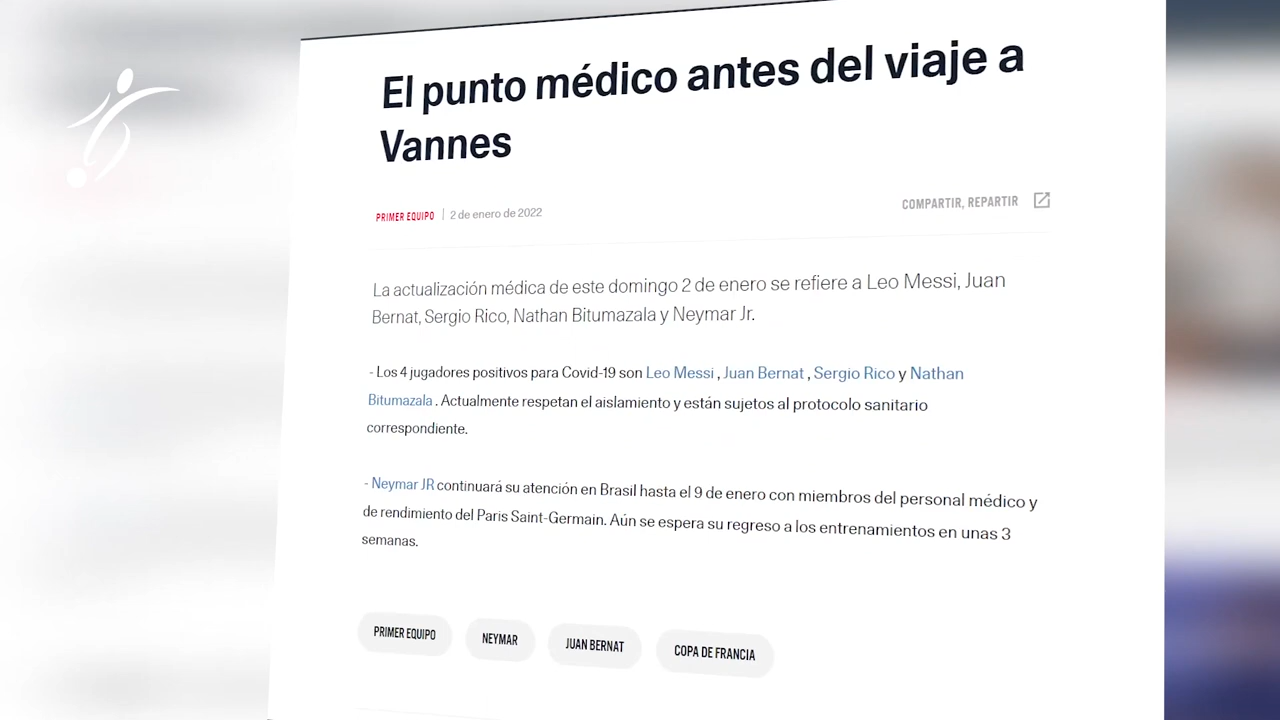 El punto médico antes del viaje a
Vannes
PRIMER EQUIPO | 2 de enero de 2022
COMPARTIR, REPARTIR
La actualización médica de este domingo 2 de enero se refiere a Leo Messi, Juan
Bernat, Sergio Rico, Nathan Bitumazala y Neymar Jr.
- Los 4 jugadores positivos para Covid-19 son Leo Messi , Juan Bernat , Sergio Rico y Nathan
Bitumazala . Actualmente respetan el aislamiento y están sujetos al protocolo sanitario
correspondiente.
- Neymar JR continuará su atención en Brasil hasta el 9 de enero con miembros del personal médico y
de rendimiento del Paris Saint-Germain. Aún se espera su regreso a los entrenamientos en unas 3
semanas.
PRIMER EQUIPO
NEYMAR
JUAN BERNAT
COPA DE FRANCIA